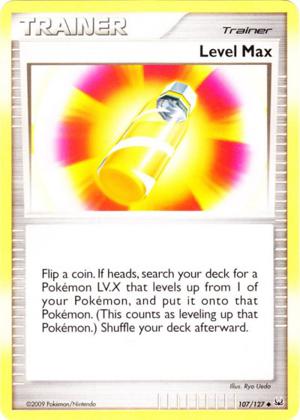 TRAINER
Trainer
Level Max
Flip a coin. If heads, search your deck for a
Pokémon LV.X that levels up from 1 of
your Pokémon, and put it onto that
Pokémon. (This counts as leveling up that
Pokémon.) Shuffle your deck afterward.
Illus. Ryo Ueda
©2009 Pokémon/Nintendo
107/127